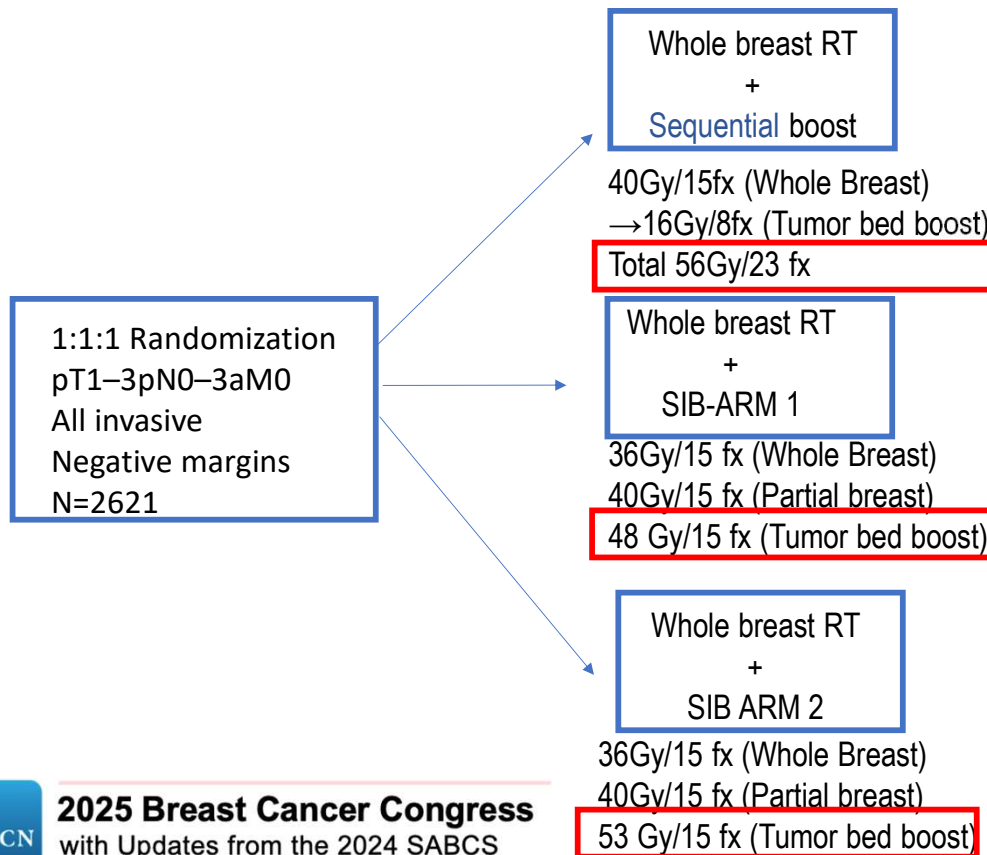 1:1:1 Randomization
pT1–3pN0–3aM0
All invasive
Negative margins
N=2621
Whole breast RT
+
Sequential boost
40Gy/15fx (Whole Breast)
→16Gy/8fx (Tumor bed boost)
Total 56Gy/23 fx
Whole breast RT
+
SIB-ARM 1
36Gy/15 fx (Whole Breast)
40Gy/15 fx (Partial breast)
48 Gy/15 fx (Tumor bed boost)
Whole breast RT
+
SIB ARM 2
36Gy/15 fx (Whole Breast)
40Gy/15 fx (Partial breast)
53 Gy/15 fx (Tumor bed boost)
CN
2025 Breast Cancer Congress
with Updates from the 2024 SABCS